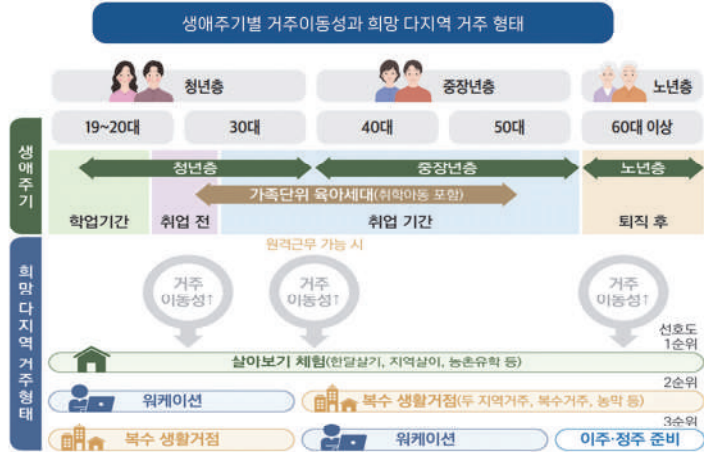 생애주기별 거주이동성과 희망 다지역 거주 형태
청년층
중장년층
노년층
19~20대
30대
40대
50대
60대 이상
생애주기
청년층
중장년층
노년층
가족단위 육아세대(취학아동 포함)
학업기간
취업 전
취업 기간
퇴직 후
희망 다지역 거주형태
원격근무 가능 시
거주
이동성↑
거주
이동성↑
거주
이동성↑
선호도
1순위
살아보기 체험(한달살기, 지역살이, 농촌유학 등)
2순위
워케이션
복수 생활거점(두 지역거주, 복수거주, 농막 등)
3순위
복수 생활거점
워케이션
이주·정주 준비